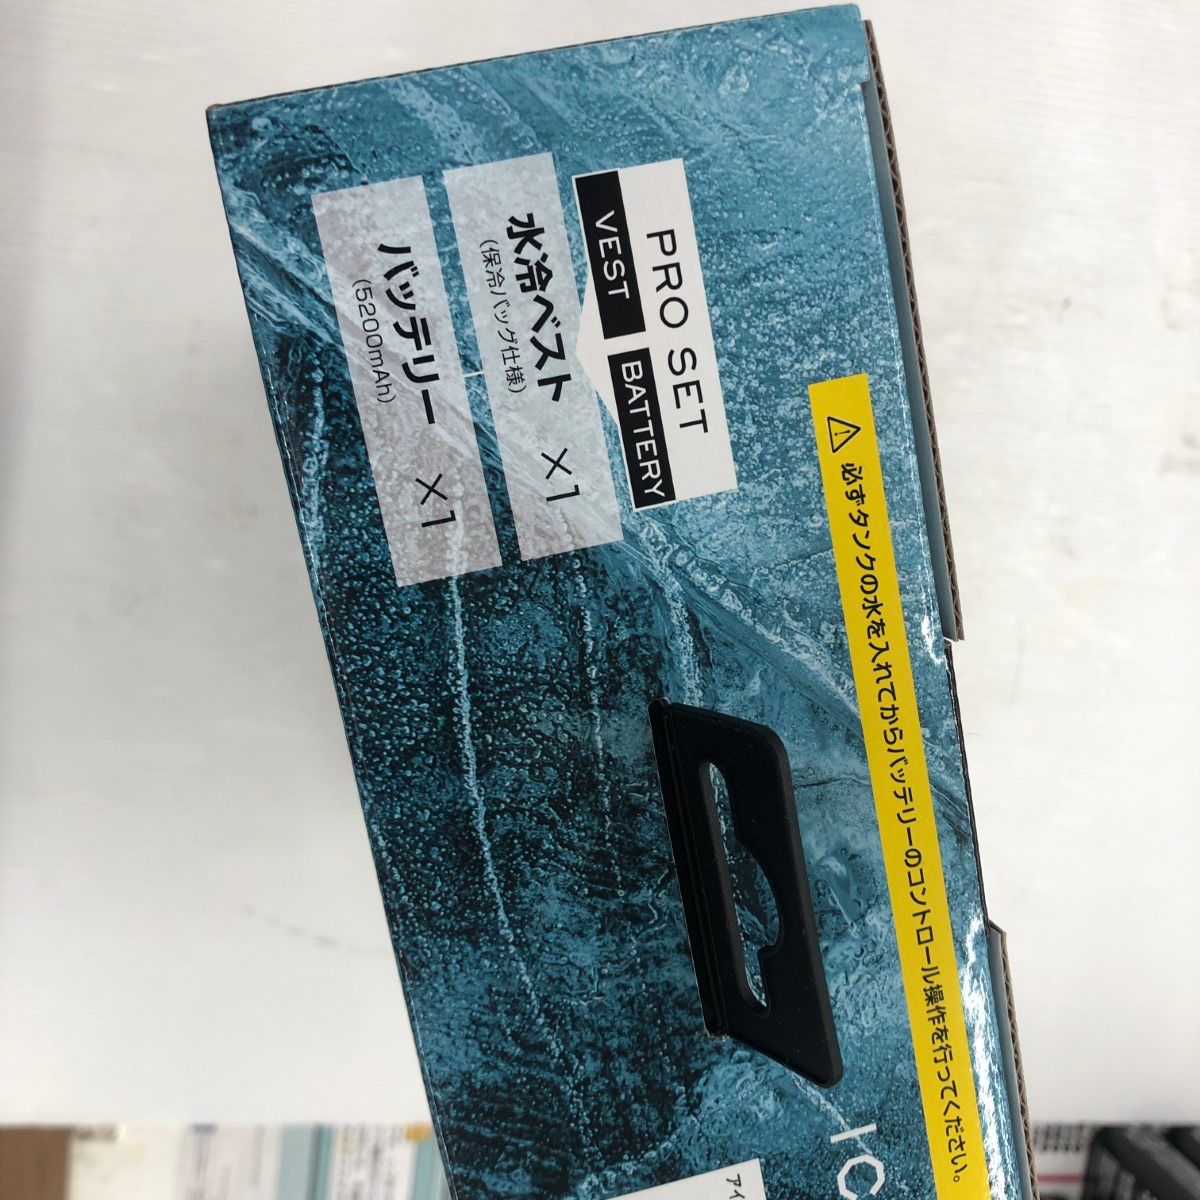 ⚠ 必ずタンクの水を入れてからバッテリーのコントロール操作を行ってください。
PRO SET
VEST BATTERY
水冷ベスト ×1
(保冷バッグ仕様)
バッテリー ×1
(5200mAh)
IC
アイ